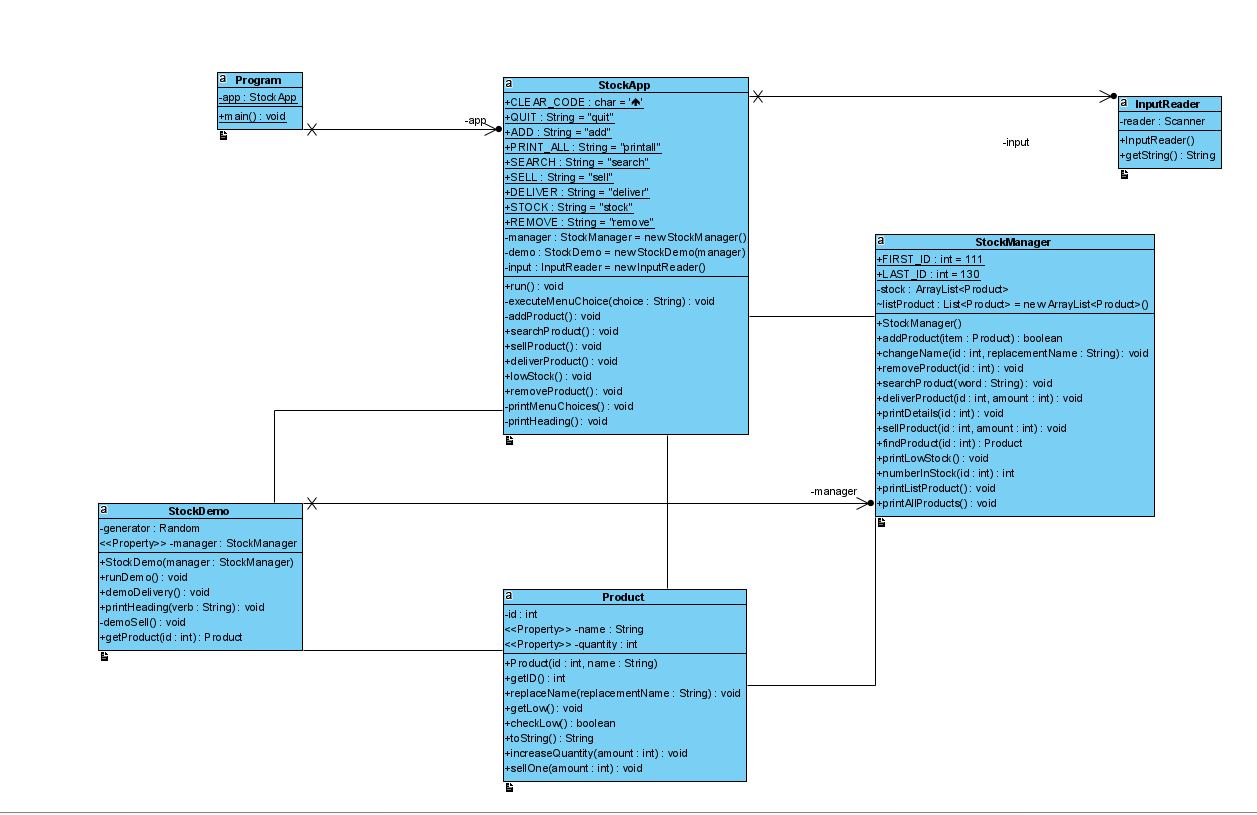 a
Program
-app : StockApp
+main() : void
-app
a
StockApp
+CLEAR_CODE : char = '♠'
+QUIT : String = "quit"
+ADD : String = "add"
+PRINT_ALL : String = "printall"
+SEARCH : String = "search"
+SELL : String = "sell"
+DELIVER : String = "deliver"
+STOCK : String = "stock"
+REMOVE : String = "remove"
-manager : StockManager = new StockManager()
-demo : StockDemo = new StockDemo(manager)
-input : InputReader = new InputReader()
+run() : void
-executeMenuChoice(choice : String) : void
-addProduct() : void
+searchProduct() : void
+sellProduct() : void
+deliverProduct() : void
+lowStock() : void
+removeProduct() : void
-printMenuChoices() : void
-printHeading() : void
-input
a
InputReader
-reader : Scanner
+InputReader()
+getString() : String
a
StockManager
+FIRST_ID : int = 111
+LAST_ID : int = 130
-stock : ArrayList<Product>
~listProduct : List<Product> = new ArrayList<Product>()
+StockManager()
+addProduct(item : Product) : boolean
+changeName(id : int, replacementName : String) : void
+removeProduct(id : int) : void
+searchProduct(word : String) : void
+deliverProduct(id : int, amount : int) : void
+printDetails(id : int) : void
+sellProduct(id : int, amount : int) : void
+findProduct(id : int) : Product
+printLowStock() : void
+numberInStock(id : int) : int
+printListProduct() : void
+printAllProducts() : void
-manager
a
StockDemo
-generator : Random
<<Property>> -manager : StockManager
+StockDemo(manager : StockManager)
+runDemo() : void
+demoDelivery() : void
+printHeading(verb : String) : void
-demoSell() : void
+getProduct(id : int) : Product
a
Product
-id : int
<<Property>> -name : String
<<Property>> -quantity : int
+Product(id : int, name : String)
+getID() : int
+replaceName(replacementName : String) : void
+getLow() : void
+checkLow() : boolean
+toString() : String
+increaseQuantity(amount : int) : void
+sellOne(amount : int) : void